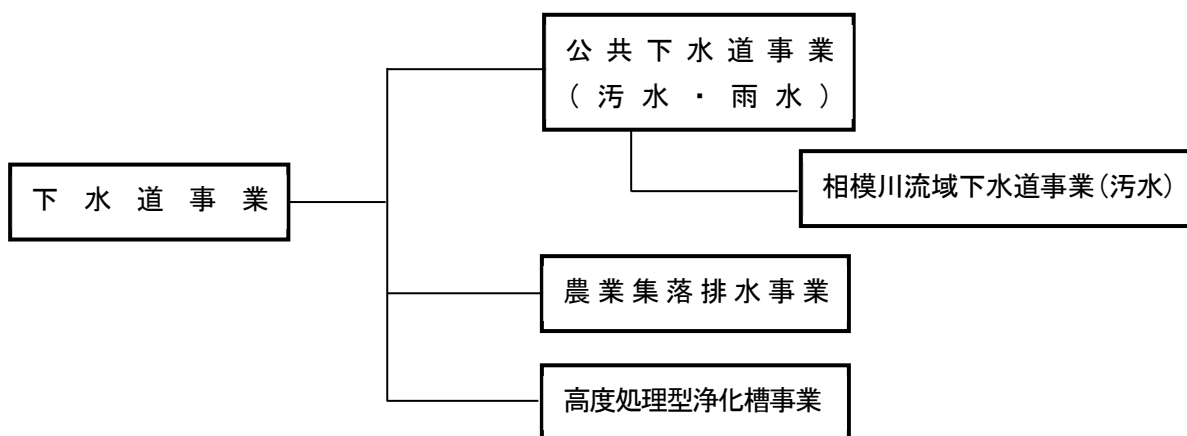 公共下水道事業
(汚水・雨水)
下水道事業
相模川流域下水道事業(汚水)
農業集落排水事業
高度処理型浄化槽事業